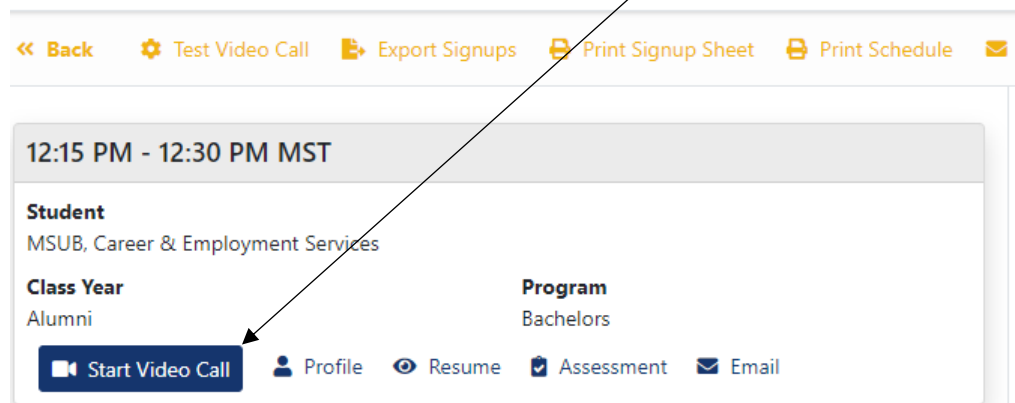 Back Test Video Call Export Signups Print Signup Sheet Print Schedule
12:15 PM - 12:30 PM MST
Student
MSUB, Career & Employment Services
Class Year Program
Alumni Bachelors
Start Video Call Profile Resume Assessment Email